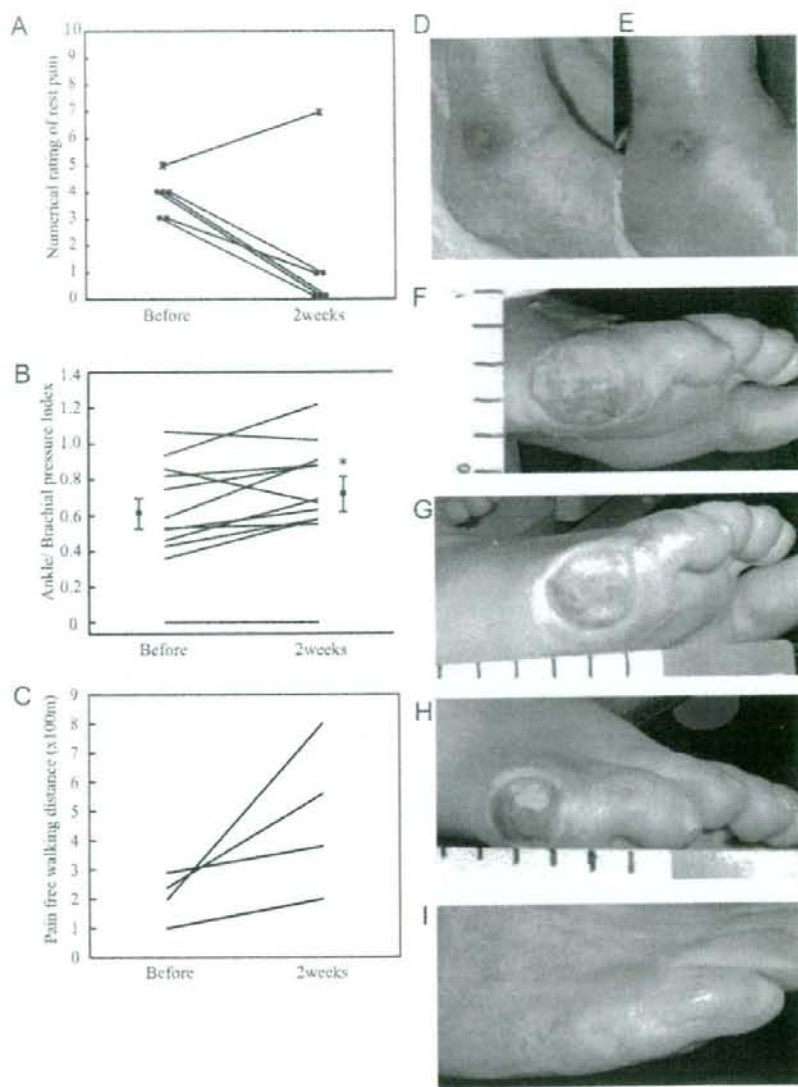 A
Numerical rating of rest pain
10
9
8
7
6
5
4
3
2
1
0
Before 2weeks
B
Ankle/ Brachial pressure Index
1.4
1.2
1.0
0.8
0.6
0.4
0.2
0
*
Before 2weeks
C
Pain free walking distance (x100m)
9
8
7
6
5
4
3
2
1
0
Before 2weeks
D E
F
G
H
I